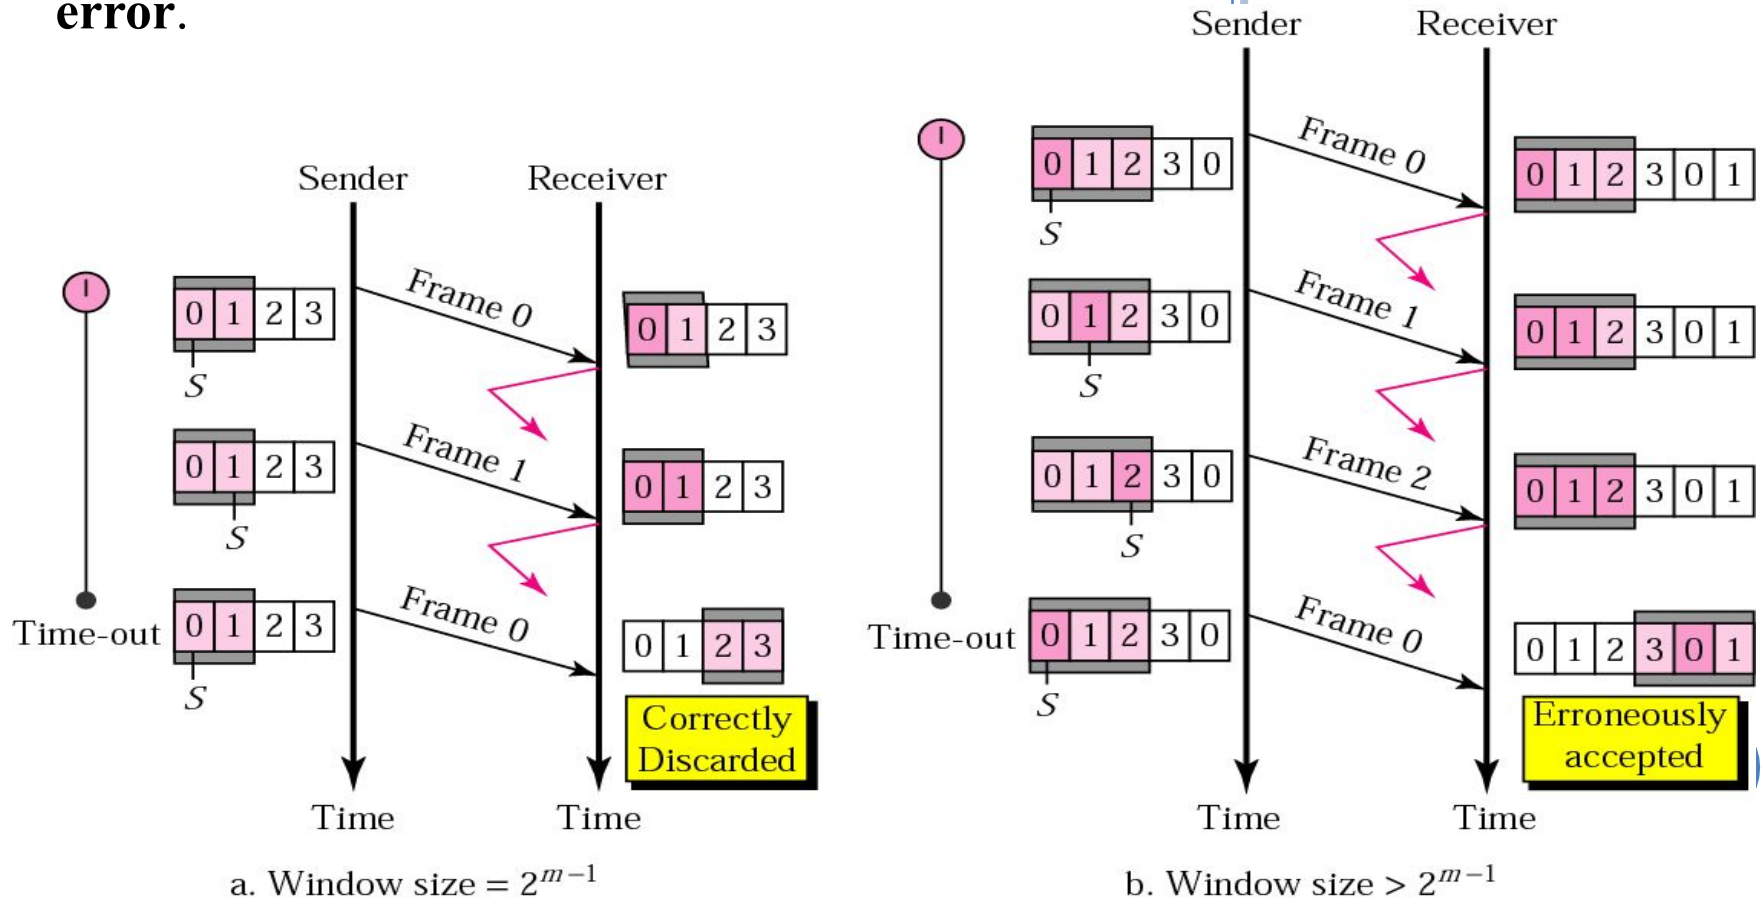 error.
Sender Receiver
0 1 2 3
Frame 0
0 1 2 3
S
0 1 2 3
Frame 1
0 1 2 3
S
Time-out
0 1 2 3
Frame 0
0 1 2 3
S
Correctly
Discarded
Time Time
a. Window size = 2^{m-1}
Sender Receiver
0 1 2 3 0
Frame 0
0 1 2 3 0 1
S
0 1 2 3 0
Frame 1
0 1 2 3 0 1
S
0 1 2 3 0
Frame 2
0 1 2 3 0 1
S
Time-out
0 1 2 3 0
Frame 0
0 1 2 3 0 1
S
Erroneously
accepted
Time Time
b. Window size > 2^{m-1}